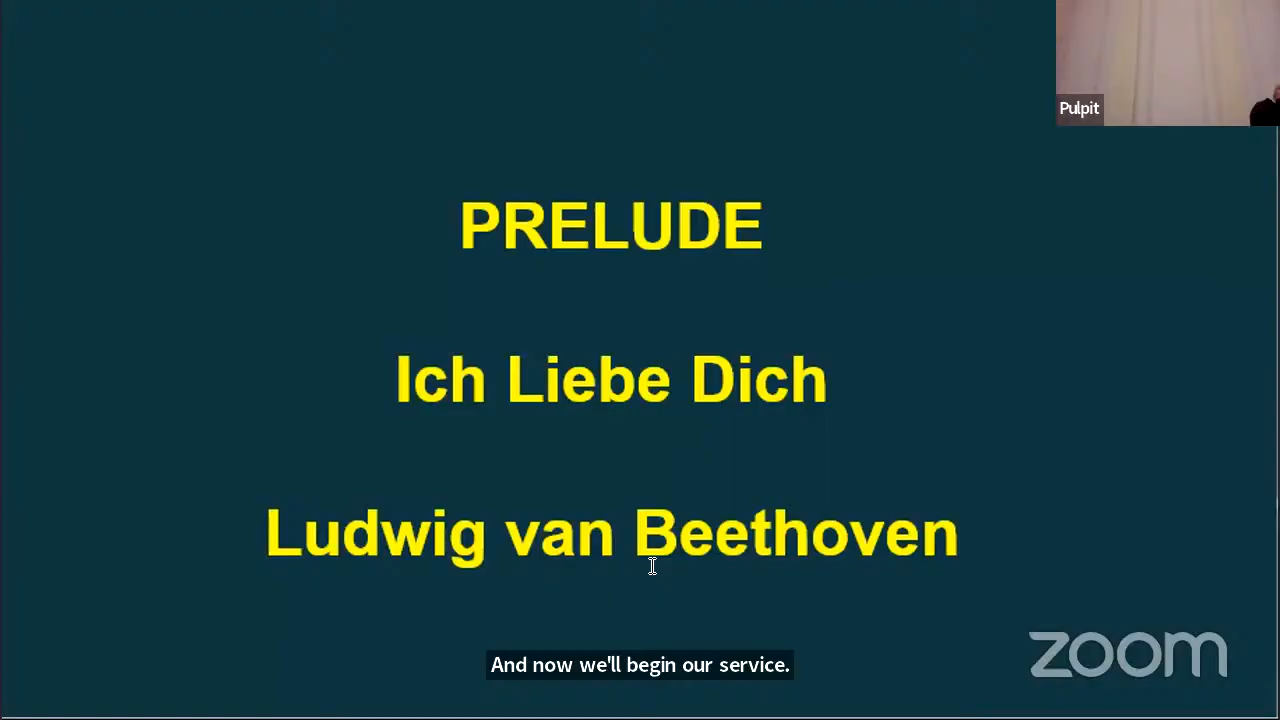 Pulpit
PRELUDE
Ich Liebe Dich
Ludwig van Beethoven
And now we'll begin our service.
zoom